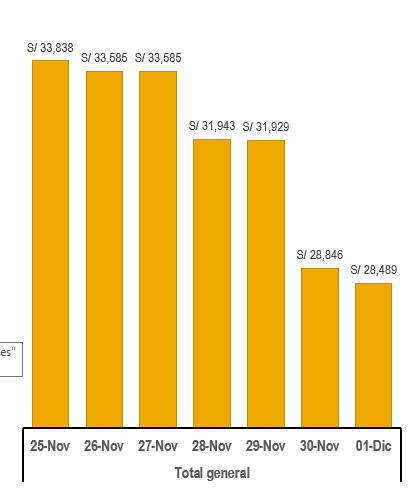 S/ 33,838
S/ 33,585
S/ 33,585
S/ 31,943
S/ 31,929
S/ 28,846
S/ 28,489
es"
25-Nov
26-Nov
27-Nov
28-Nov
29-Nov
30-Nov
01-Dic
Total general